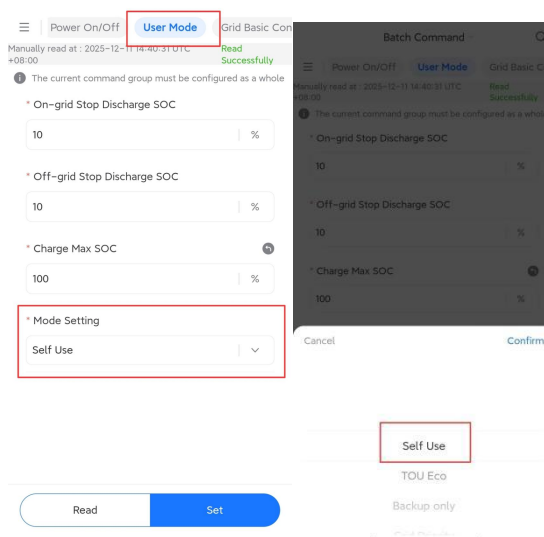 Power On/Off User Mode Grid Basic Con
Manually read at : 2025-12-11 14:40:31 UTC +08:00
Read Successfully
The current command group must be configured as a whole
* On-grid Stop Discharge SOC
10 %
* Off-grid Stop Discharge SOC
10 %
* Charge Max SOC
100 %
* Mode Setting
Self Use
Read Set
Batch Command
Power On/Off User Mode Grid Basic C
Manually read at : 2025-12-11 14:40:31 UTC +08:00
Read Successfully
The current command group must be configured as a whole
* On-grid Stop Discharge SOC
10 %
* Off-grid Stop Discharge SOC
10 %
* Charge Max SOC
100 %
Cancel Confirm
Self Use
TOU Eco
Backup only